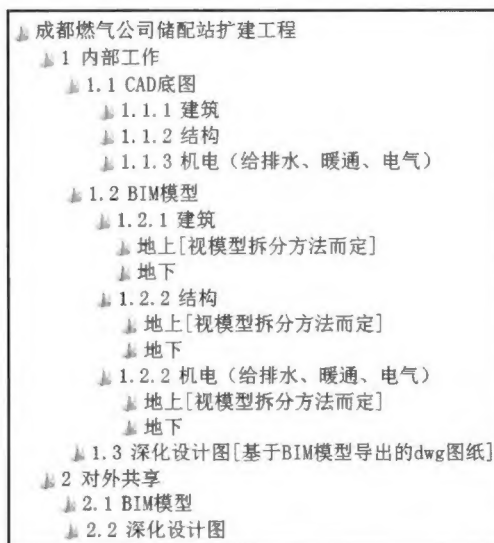 成都燃气公司储配站扩建工程
1 内部工作
1.1 CAD底图
1.1.1 建筑
1.1.2 结构
1.1.3 机电（给排水、暖通、电气）
1.2 BIM模型
1.2.1 建筑
地上[视模型拆分方法而定]
地下
1.2.2 结构
地上[视模型拆分方法而定]
地下
1.2.2 机电（给排水、暖通、电气）
地上[视模型拆分方法而定]
地下
1.3 深化设计图[基于BIM模型导出的dwg图纸]
2 对外共享
2.1 BIM模型
2.2 深化设计图